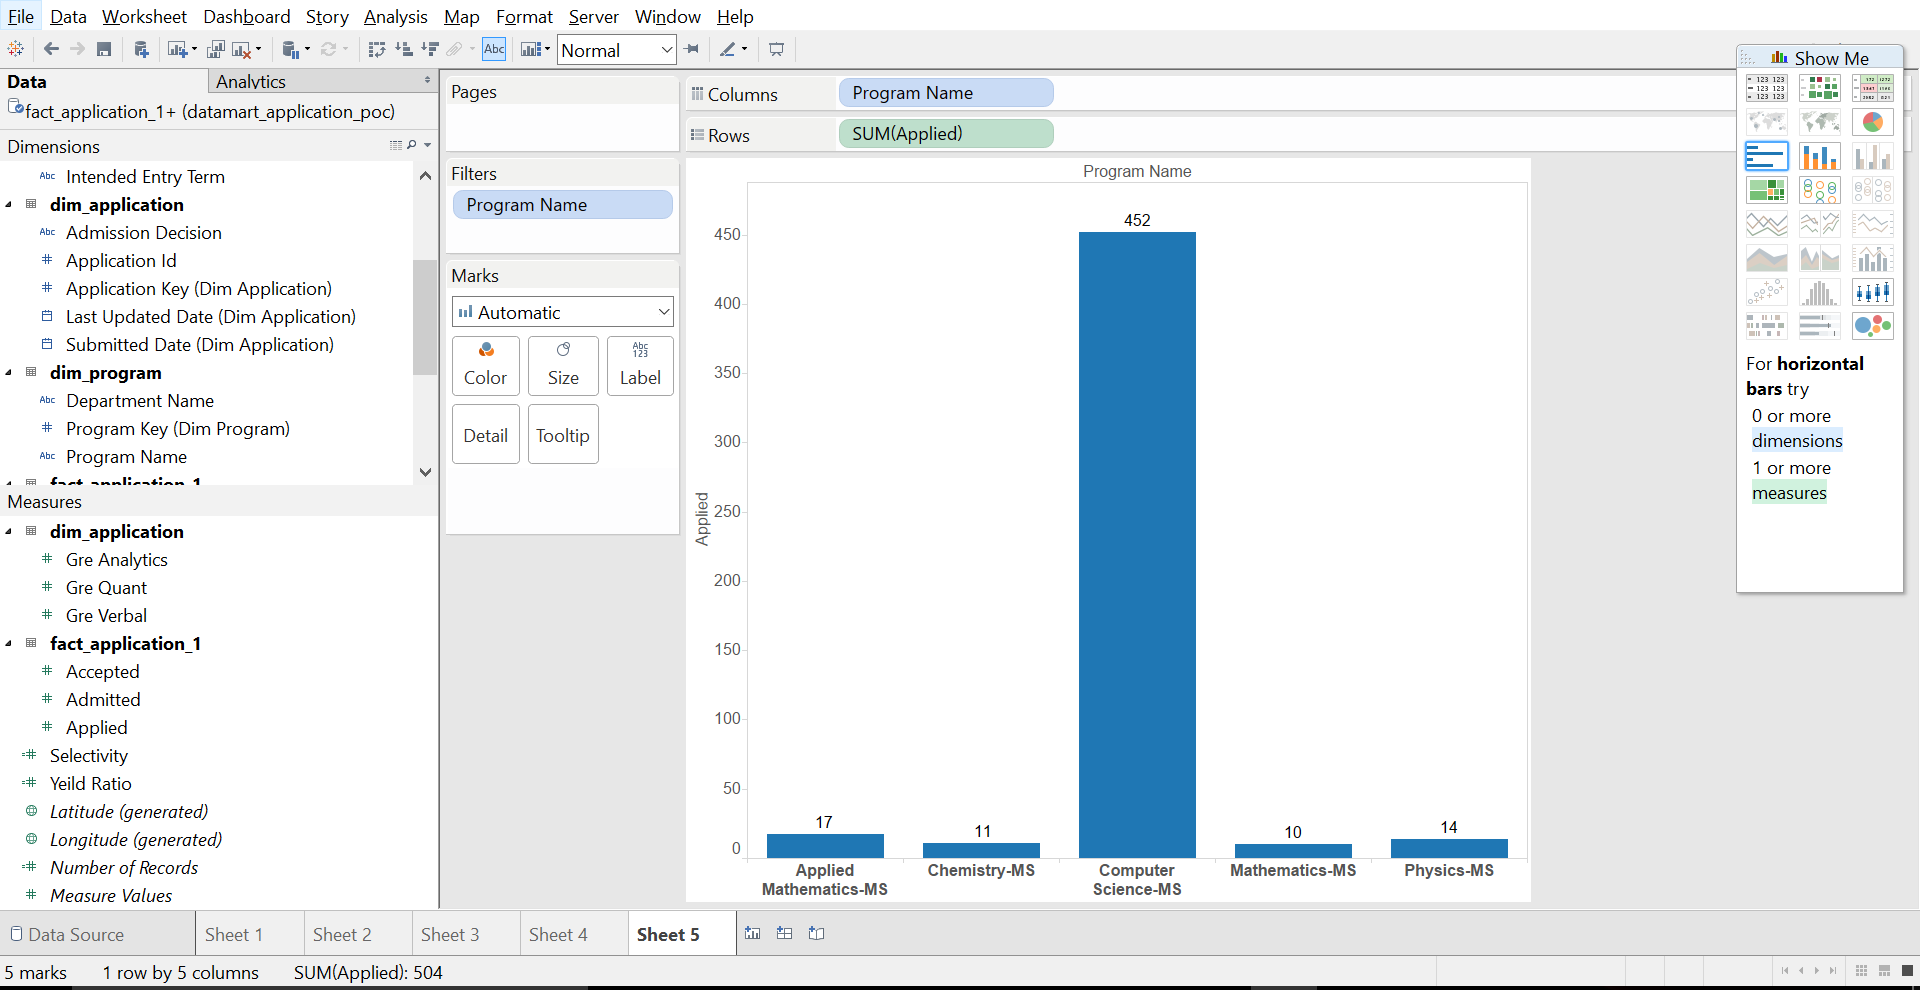 File Data Worksheet Dashboard Story Analysis Map Format Server Window Help
Abc Normal
Data Analytics
fact_application_1+ (datamart_application_poc)
Dimensions
Abc Intended Entry Term
dim_application
Abc Admission Decision
# Application Id
# Application Key (Dim Application)
Last Updated Date (Dim Application)
Submitted Date (Dim Application)
dim_program
Abc Department Name
# Program Key (Dim Program)
Abc Program Name
fact_application_1
Measures
dim_application
# Gre Analytics
# Gre Quant
# Gre Verbal
fact_application_1
# Accepted
# Admitted
# Applied
=# Selectivity
=# Yeild Ratio
Latitude (generated)
Longitude (generated)
=# Number of Records
# Measure Values
Pages
Filters
Program Name
Marks
Automatic
Color Size Abc 123 Label
Detail Tooltip
Columns Program Name
Rows SUM(Applied)
Program Name
Applied
450
400
350
300
250
200
150
100
50
0
17
11
452
10
14
Applied Mathematics-MS
Chemistry-MS
Computer Science-MS
Mathematics-MS
Physics-MS
Show Me
For horizontal
bars try
0 or more
dimensions
1 or more
measures
Data Source Sheet 1 Sheet 2 Sheet 3 Sheet 4 Sheet 5
5 marks 1 row by 5 columns SUM(Applied): 504